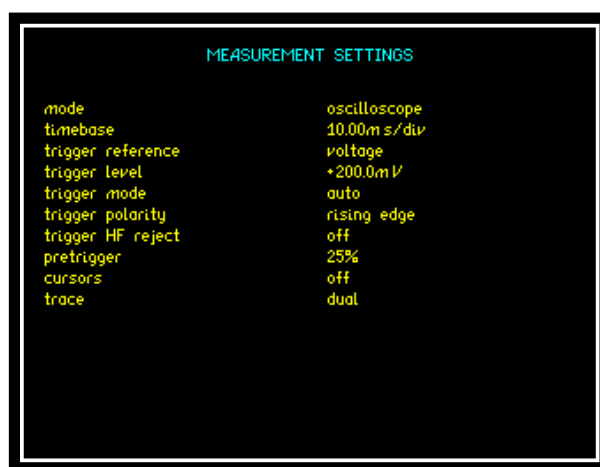 MEASUREMENT SETTINGS
mode oscilloscope
timebase 10.00ms/div
trigger reference voltage
trigger level +200.0mV
trigger mode auto
trigger polarity rising edge
trigger HF reject off
pretrigger 25%
cursors off
trace dual